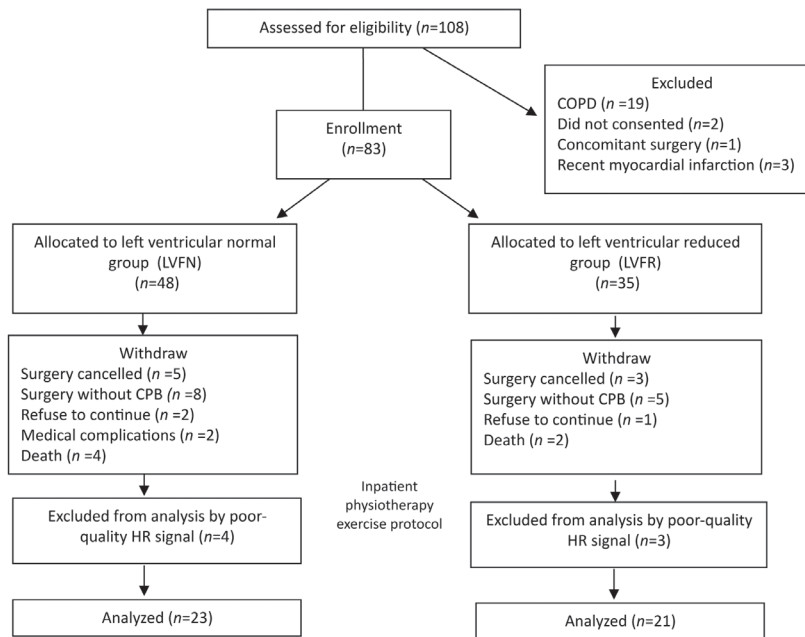 Assessed for eligibility (n=108)
Excluded
COPD (n =19)
Did not consented (n=2)
Concomitant surgery (n=1)
Recent myocardial infarction (n=3)
Enrollment
(n=83)
Allocated to left ventricular normal
group (LVFN)
(n=48)
Allocated to left ventricular reduced
group (LVFR)
(n=35)
Withdraw
Surgery cancelled (n =5)
Surgery without CPB (n =8)
Refuse to continue (n =2)
Medical complications (n =2)
Death (n =4)
Withdraw
Surgery cancelled (n =3)
Surgery without CPB (n =5)
Refuse to continue (n =1)
Death (n =2)
Inpatient
physiotherapy
exercise protocol
Excluded from analysis by poor-
quality HR signal (n=4)
Excluded from analysis by poor-quality
HR signal (n=3)
Analyzed (n=23)
Analyzed (n=21)